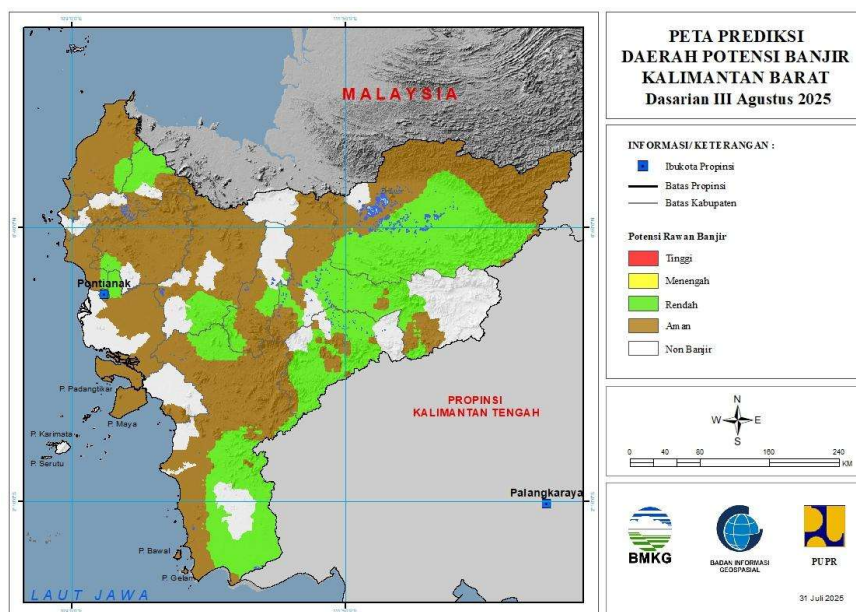 PETA PREDIKSI
DAERAH POTENSI BANJIR
KALIMANTAN BARAT
Dasarian III Agustus 2025
INFORMASI/ KETERANGAN :
Ibukota Propinsi
Batas Propinsi
Batas Kabupaten
Potensi Rawan Banjir
Tinggi
Menengah
Rendah
Aman
Non Banjir
N
W E
S
0 40 80 160 240
KM
BMKG
BADAN INFORMASI
GEOSPASIAL
PUPR
31 Juli 2025
MALAYSIA
Pontianak
P. Padangtikar
P. Maya
P. Karimata
P. Serutu
PROPINSI
KALIMANTAN TENGAH
Palangkaraya
P. Bawal
P. Gelam
LAUT JAWA